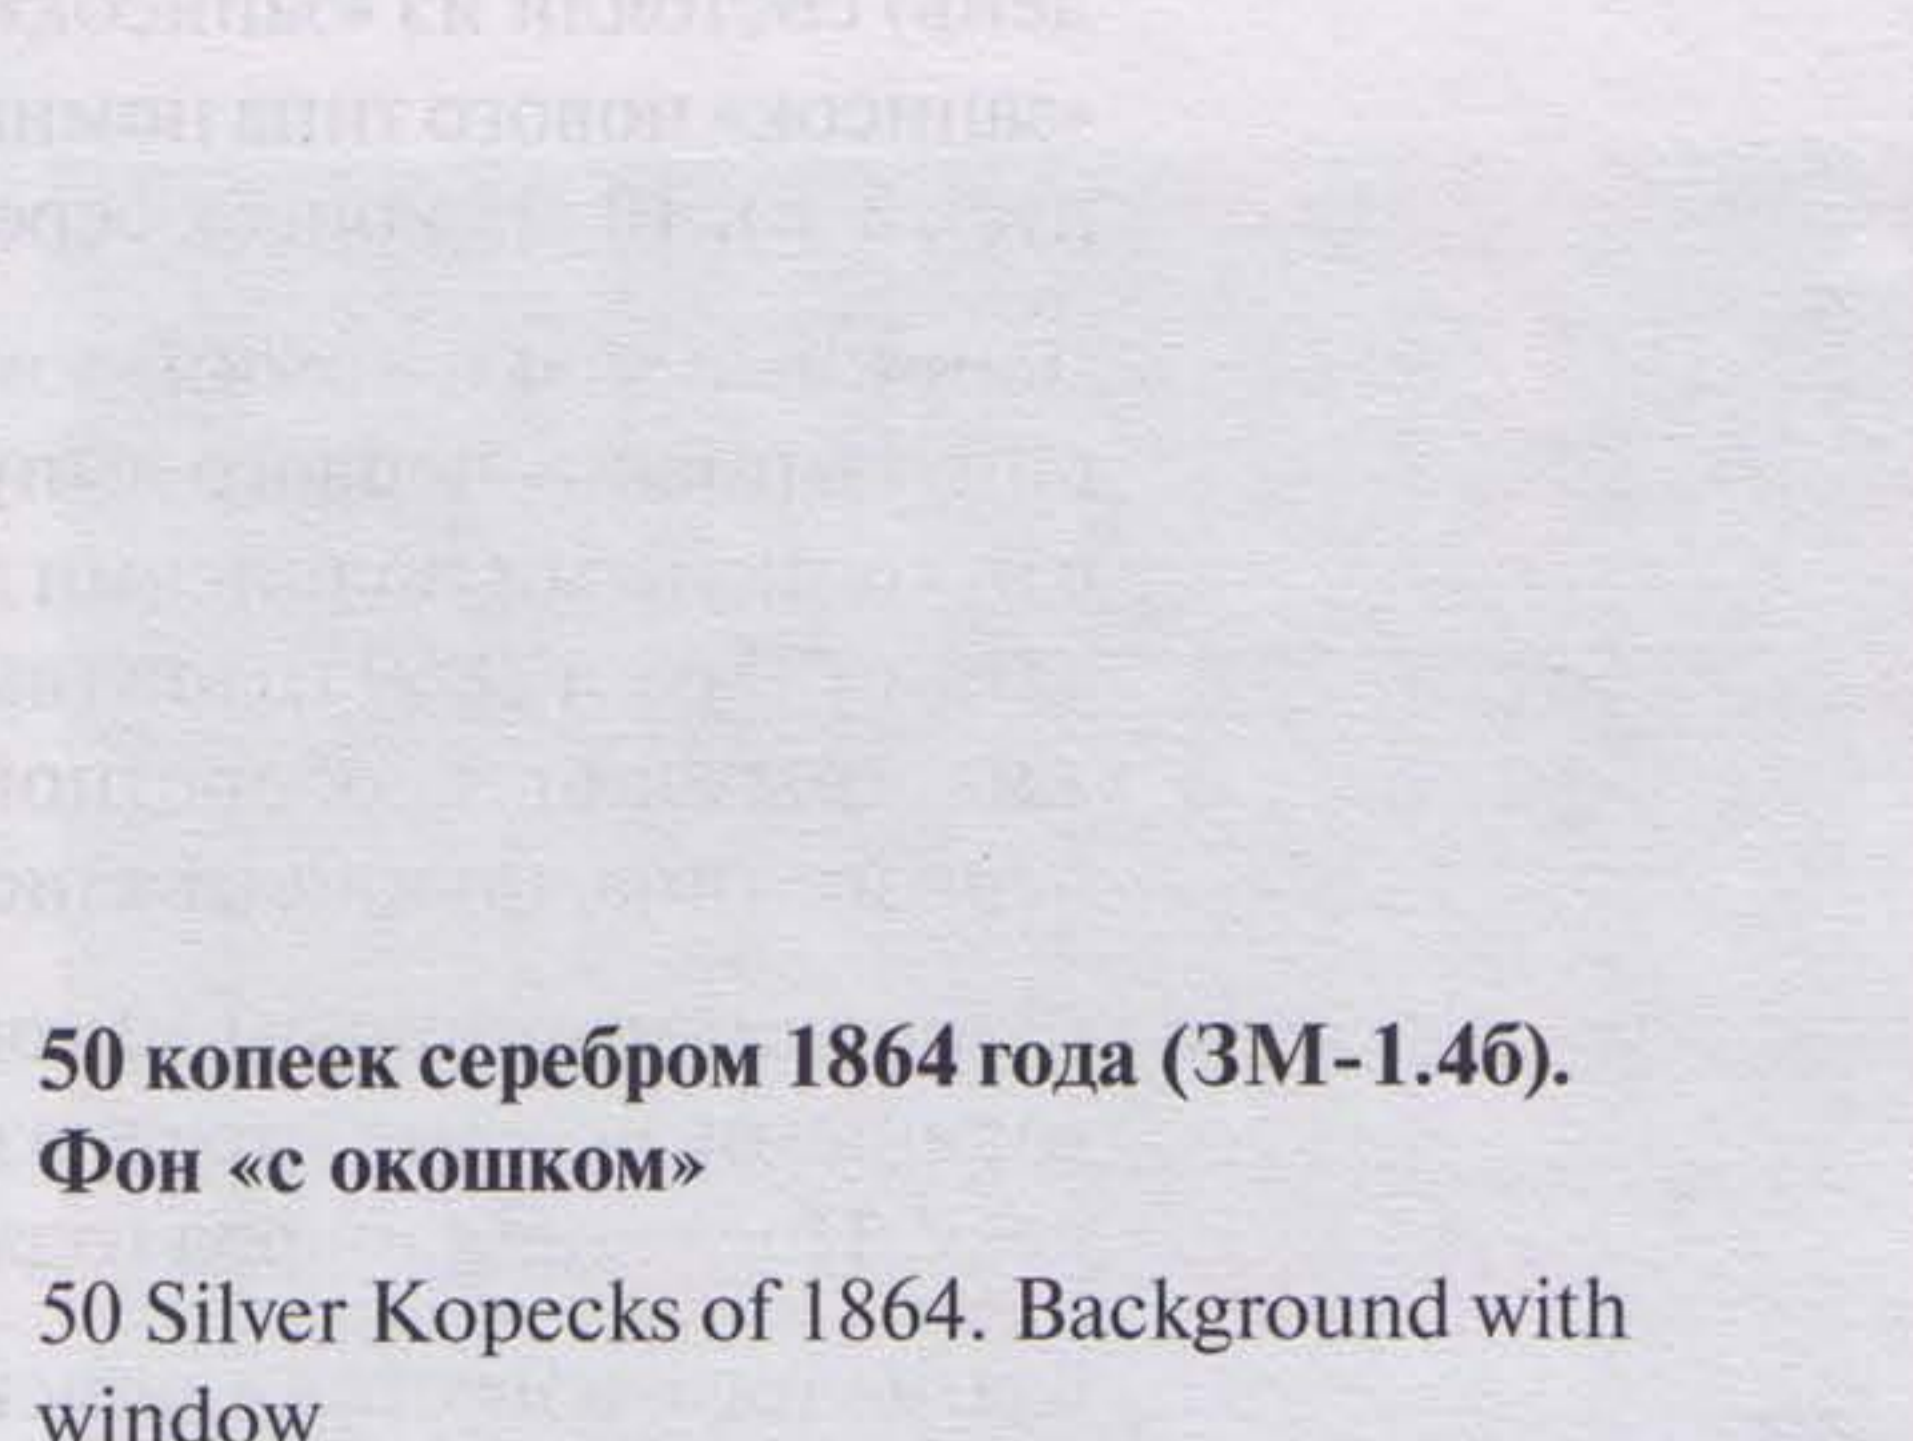 50 копеек серебром 1864 года (ЗМ-1.4б).
Фон «с окошком»
50 Silver Kopecks of 1864. Background with
window